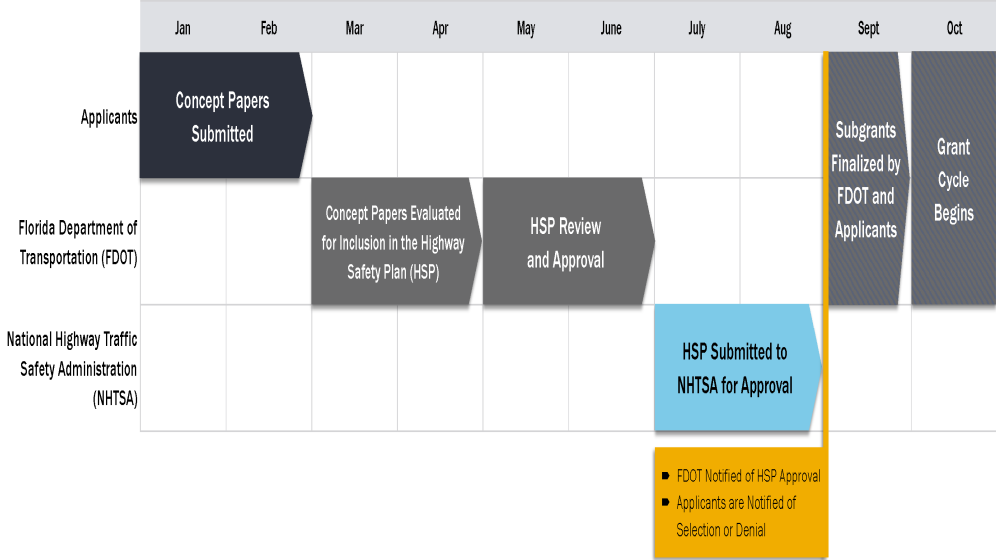 Jan Feb Mar Apr May June July Aug Sept Oct
Applicants
Concept Papers
Submitted
Florida Department of
Transportation (FDOT)
Concept Papers Evaluated
for Inclusion in the Highway
Safety Plan (HSP)
HSP Review
and Approval
Subgrants
Finalized by
FDOT and
Applicants
Grant
Cycle
Begins
National Highway Traffic
Safety Administration
(NHTSA)
HSP Submitted to
NHTSA for Approval
FDOT Notified of HSP Approval
Applicants are Notified of
Selection or Denial